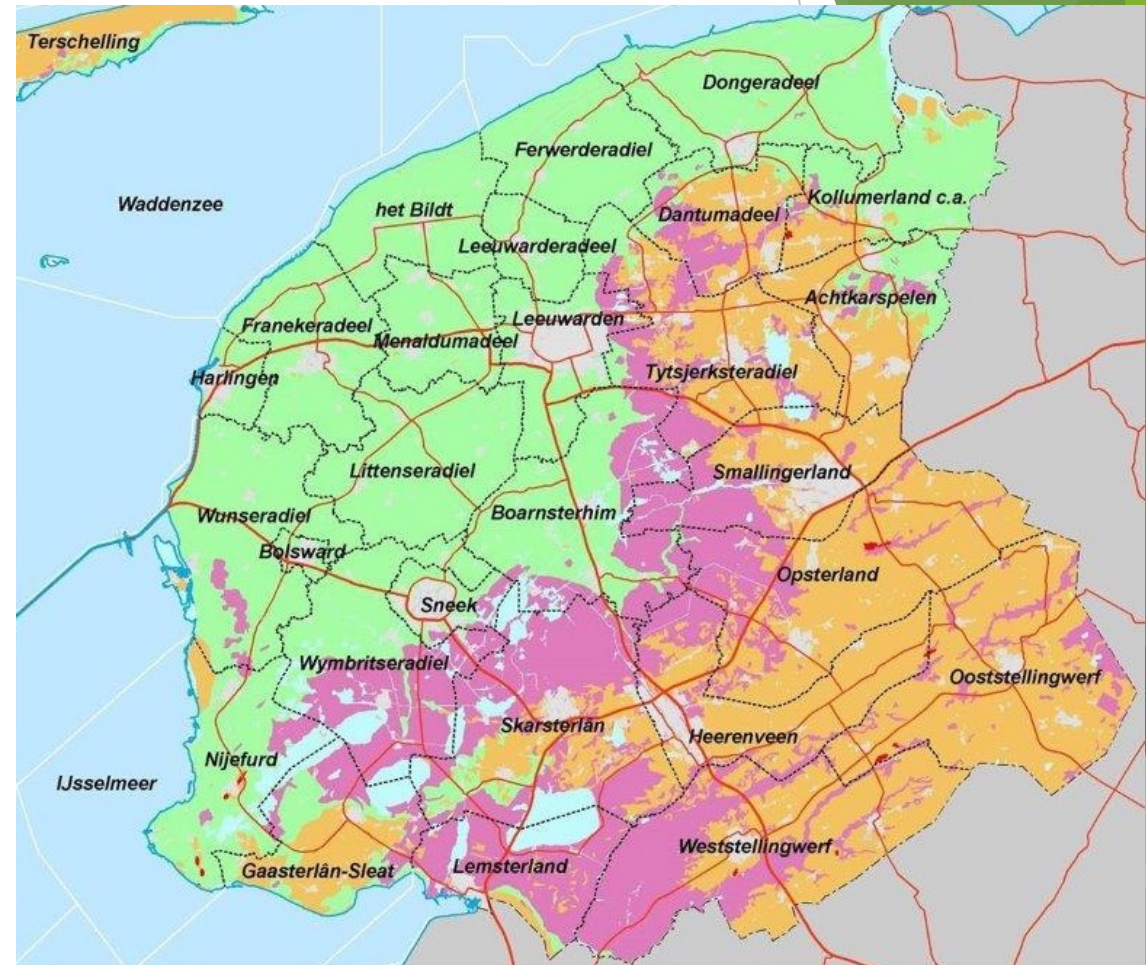 Terschelling
Dongeradeel
Ferwerderadiel
Waddenzee
het Bildt
Dantumadeel
Kollumerland c.a.
Leeuwarderadeel
Achtkarspelen
Franekeradeel
Leeuwarden
Menaldumadeel
Harlingen
Tytsjerksteradiel
Littenseradiel
Smallingerland
Wunseradiel
Boarnsterhim
Bolsward
Opsterland
Sneek
Wymbritseradiel
Ooststellingwerf
Skarsterlân
Heerenveen
Nijefurd
IJsselmeer
Weststellingwerf
Gaasterlân-Sleat
Lemsterland